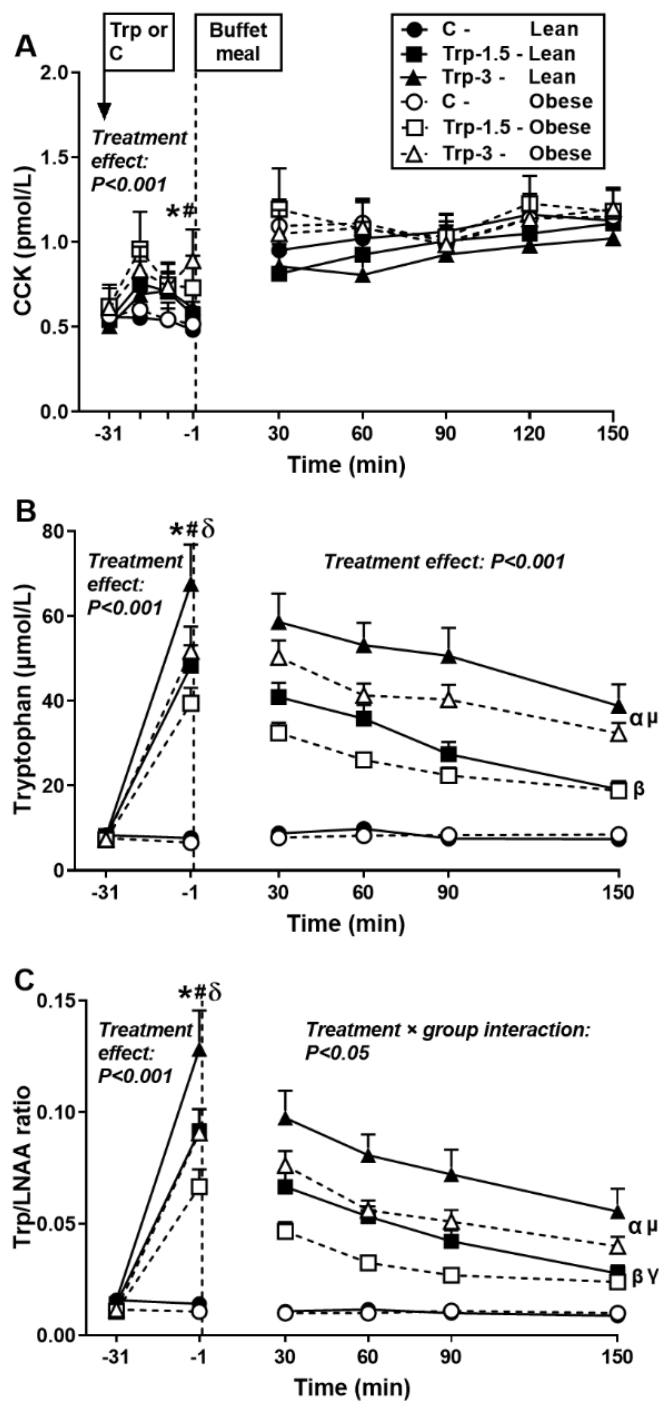 A
Trp or
C
Buffet
meal
C - Lean
Trp-1.5 - Lean
Trp-3 - Lean
C - Obese
Trp-1.5 - Obese
Trp-3 - Obese
Treatment
effect:
P<0.001
*#
CCK (pmol/L)
2.0
1.5
1.0
0.5
0.0
-31 -1 30 60 90 120 150
Time (min)
B
Treatment
effect:
P<0.001
*#δ
Treatment effect: P<0.001
Tryptophan (μmol/L)
80
60
40
20
0
α μ
β
-31 -1 30 60 90 150
Time (min)
C
Treatment
effect:
P<0.001
*#δ
Treatment × group interaction:
P<0.05
Trp/LNAA ratio
0.15
0.10
0.05
0.00
α μ
β γ
-31 -1 30 60 90 150
Time (min)